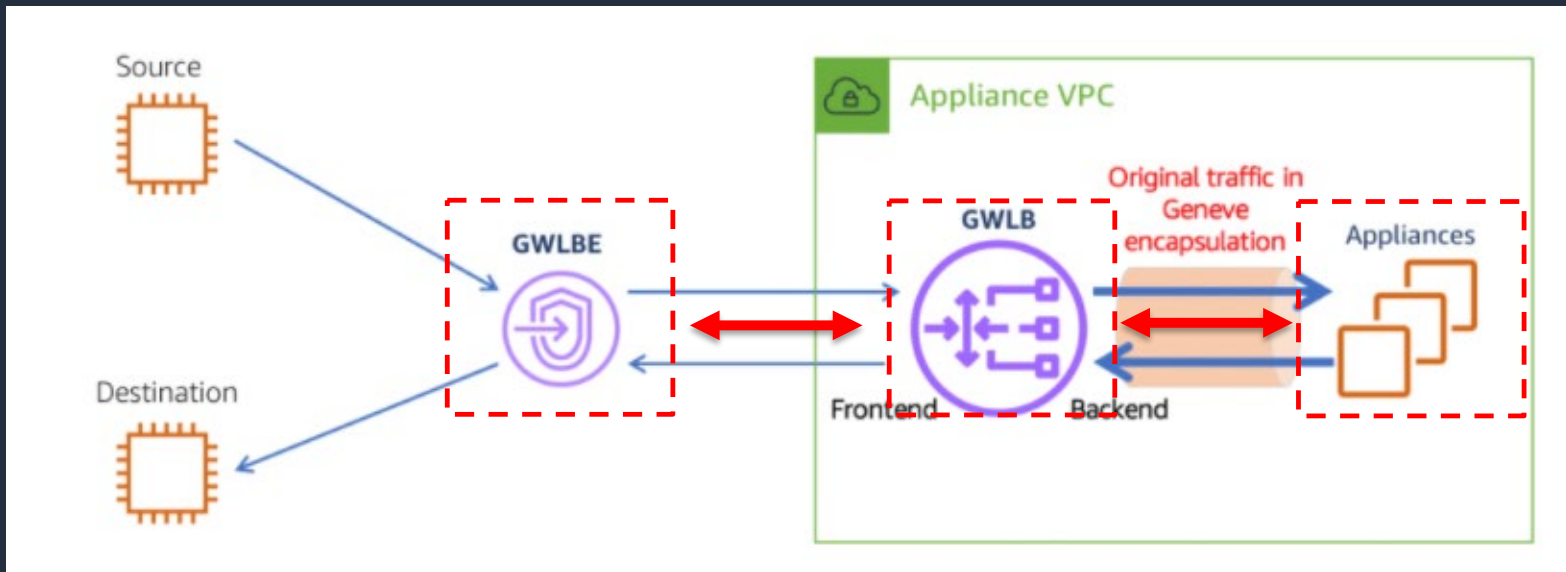 Source
Appliance VPC
Original traffic in
Geneve
encapsulation
GWLBE
GWLB
Appliances
Destination
Frontend
Backend